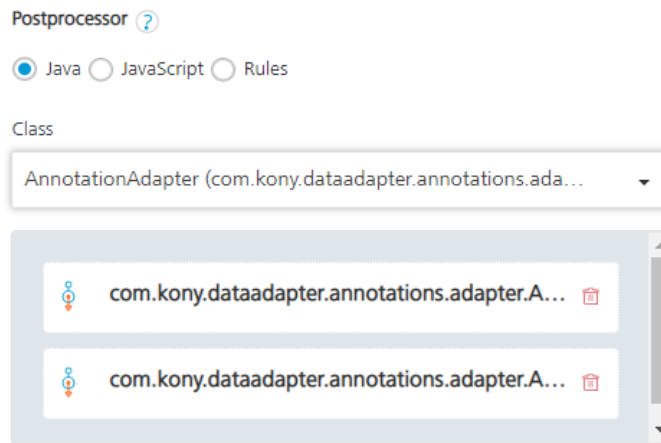 Postprocessor ?
Java JavaScript Rules
Class
AnnotationAdapter (com.kony.dataadapter.annotations.ada...
com.kony.dataadapter.annotations.adapter.A...
com.kony.dataadapter.annotations.adapter.A...